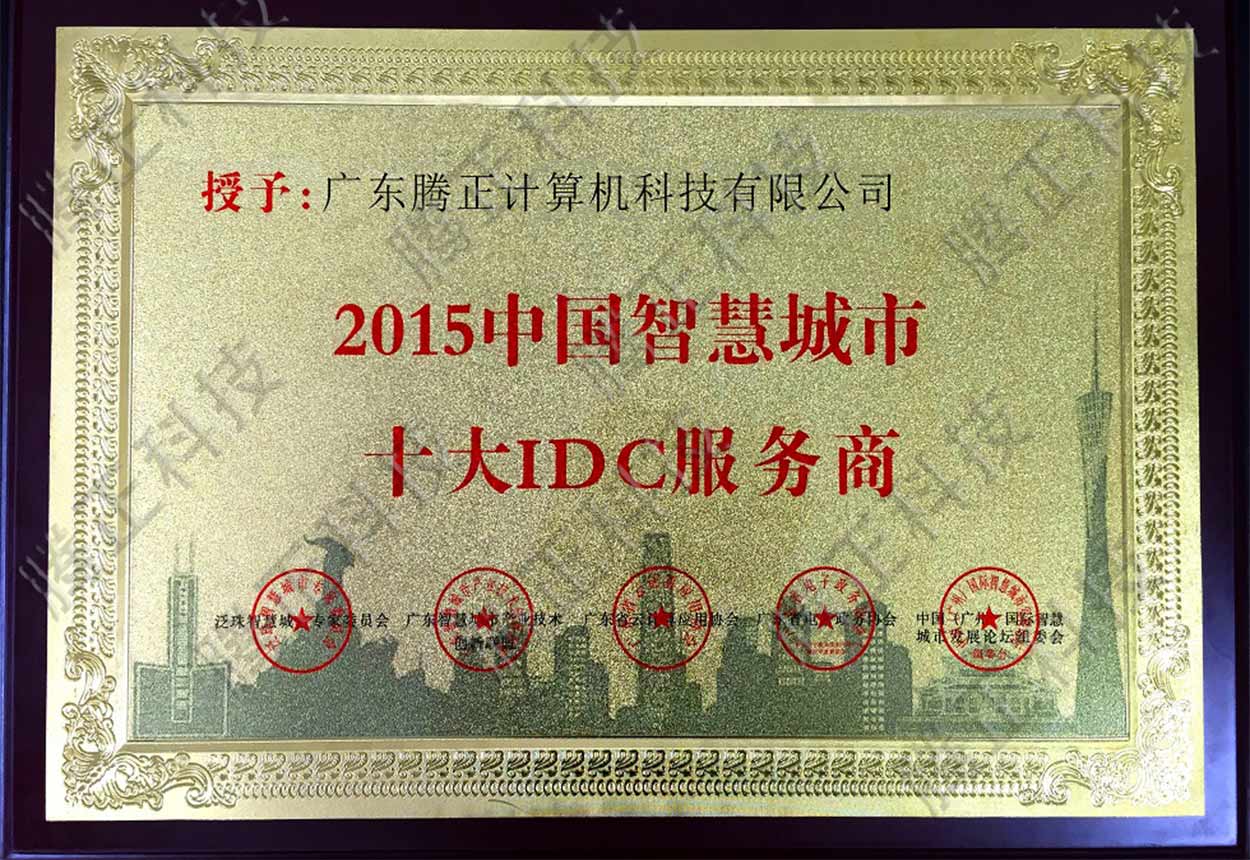 授予:广东腾正计算机科技有限公司
2015中国智慧城市
十大IDC服务商
泛珠智慧城市专家委员会
广东智慧城市产业技术
创新联盟
广东省云计算应用协会
广东省电子政务协会
中国（广州）国际智慧
城市发展论坛组委会
腾正科技
腾正科技
腾正科技
腾正科技
腾正科技